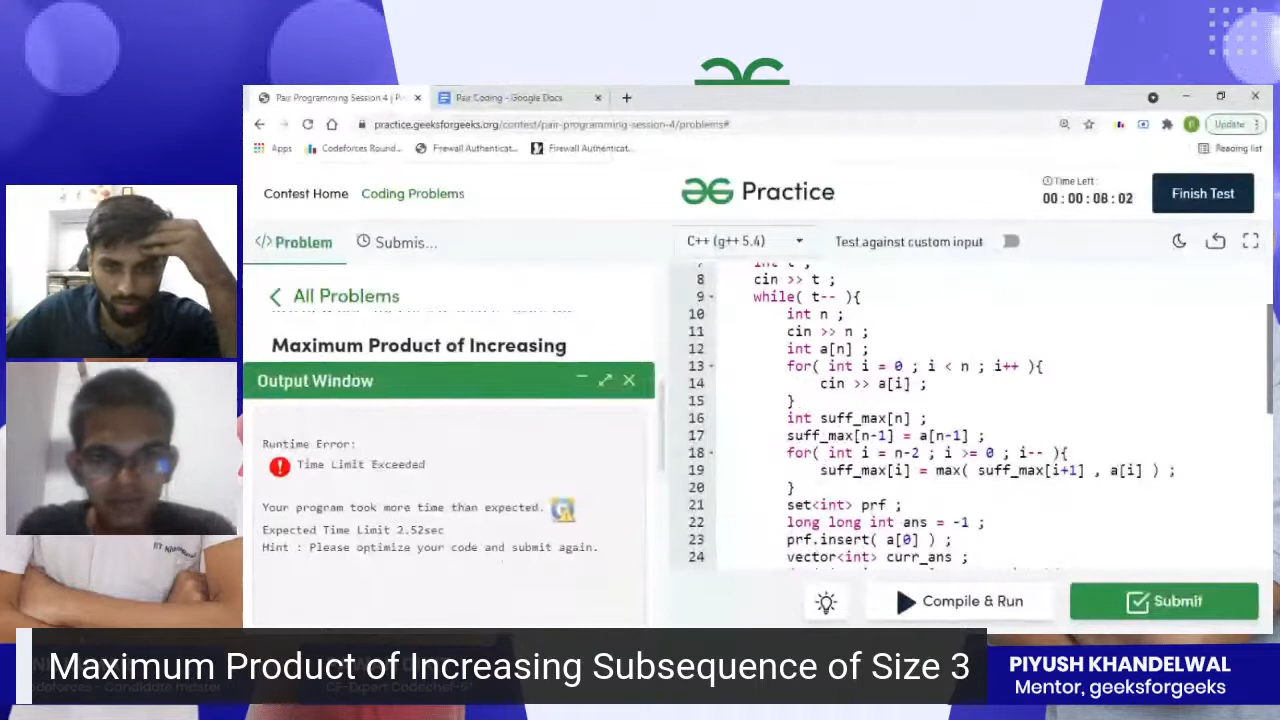 Pair Programming Session 4 | P
Pair Coding - Google Docs
practice.geeksforgeeks.org/contest/pair-programming-session-4/problems#
Update
Apps
Codeforces Round...
Firewall Authenticat...
Firewall Authenticat...
Reading list
Contest Home
Coding Problems
Practice
Time Left :
00 : 00 : 08 : 02
Finish Test
</> Problem
Submis...
C++ (g++ 5.4)
Test against custom input
All Problems
Maximum Product of Increasing
Output Window
Runtime Error:
Time Limit Exceeded
Your program took more time than expected.
Expected Time Limit 2.52sec
Hint : Please optimize your code and submit again.
7 int t ;
8 cin >> t ;
9 while( t-- ){
10 int n ;
11 cin >> n ;
12 int a[n] ;
13 for( int i = 0 ; i < n ; i++ ){
14 cin >> a[i] ;
15 }
16 int suff_max[n] ;
17 suff_max[n-1] = a[n-1] ;
18 for( int i = n-2 ; i >= 0 ; i-- ){
19 suff_max[i] = max( suff_max[i+1] , a[i] ) ;
20 }
21 set<int> prf ;
22 long long int ans = -1 ;
23 prf.insert( a[0] ) ;
24 vector<int> curr_ans ;
Compile & Run
Submit
Maximum Product of Increasing Subsequence of Size 3
PIYUSH KHANDELWAL
Mentor, geeksforgeeks